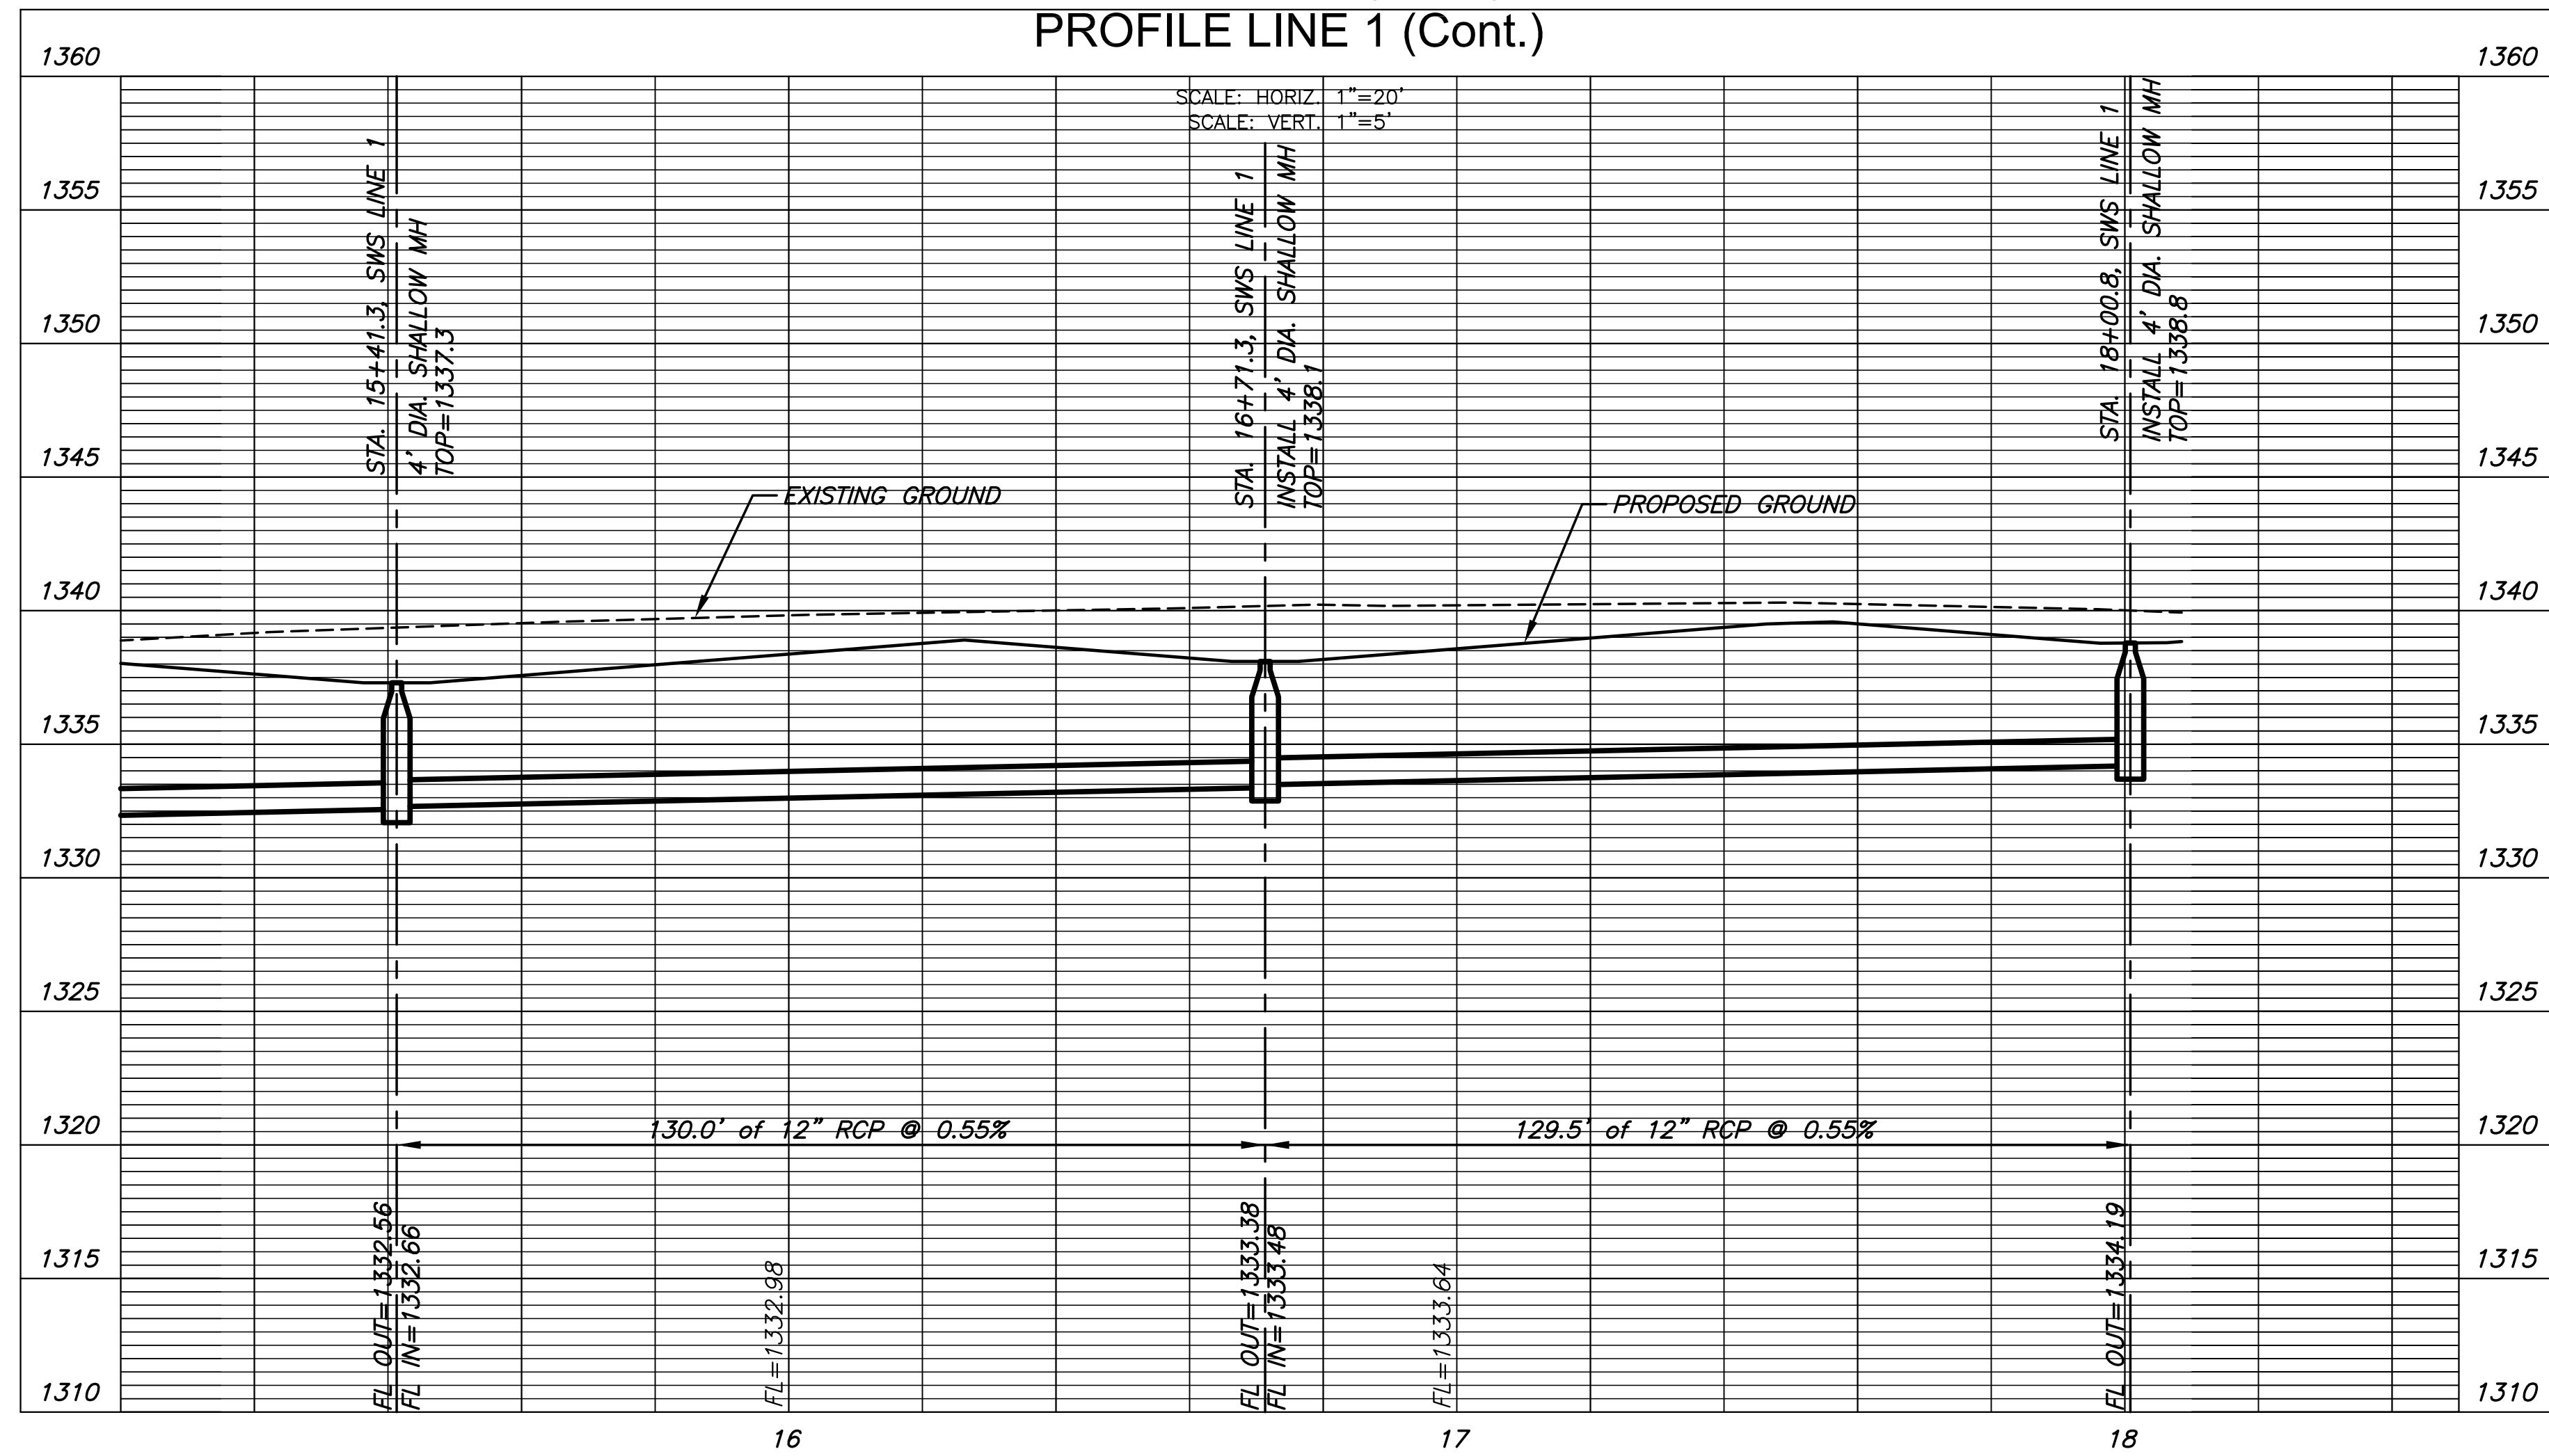 PROFILE LINE 1 (Cont.)
SCALE: HORIZ. 1"=20'
SCALE: VERT. 1"=5'
1360
1355
1350
1345
1340
1335
1330
1325
1320
1315
1310
1360
1355
1350
1345
1340
1335
1330
1325
1320
1315
1310
STA. 15+41.3, SWS LINE 1
4' DIA. SHALLOW MH
TOP=1337.3
STA. 16+71.3, SWS LINE 1
INSTALL 4' DIA. SHALLOW MH
TOP=1338.1
STA. 18+00.8, SWS LINE 1
INSTALL 4' DIA. SHALLOW MH
TOP=1338.8
EXISTING GROUND
PROPOSED GROUND
130.0' of 12" RCP @ 0.55%
129.5' of 12" RCP @ 0.55%
FL OUT=1332.56
FL IN=1332.66
FL=1332.98
FL OUT=1333.38
FL IN=1333.48
FL=1333.64
FL OUT=1334.19
16
17
18